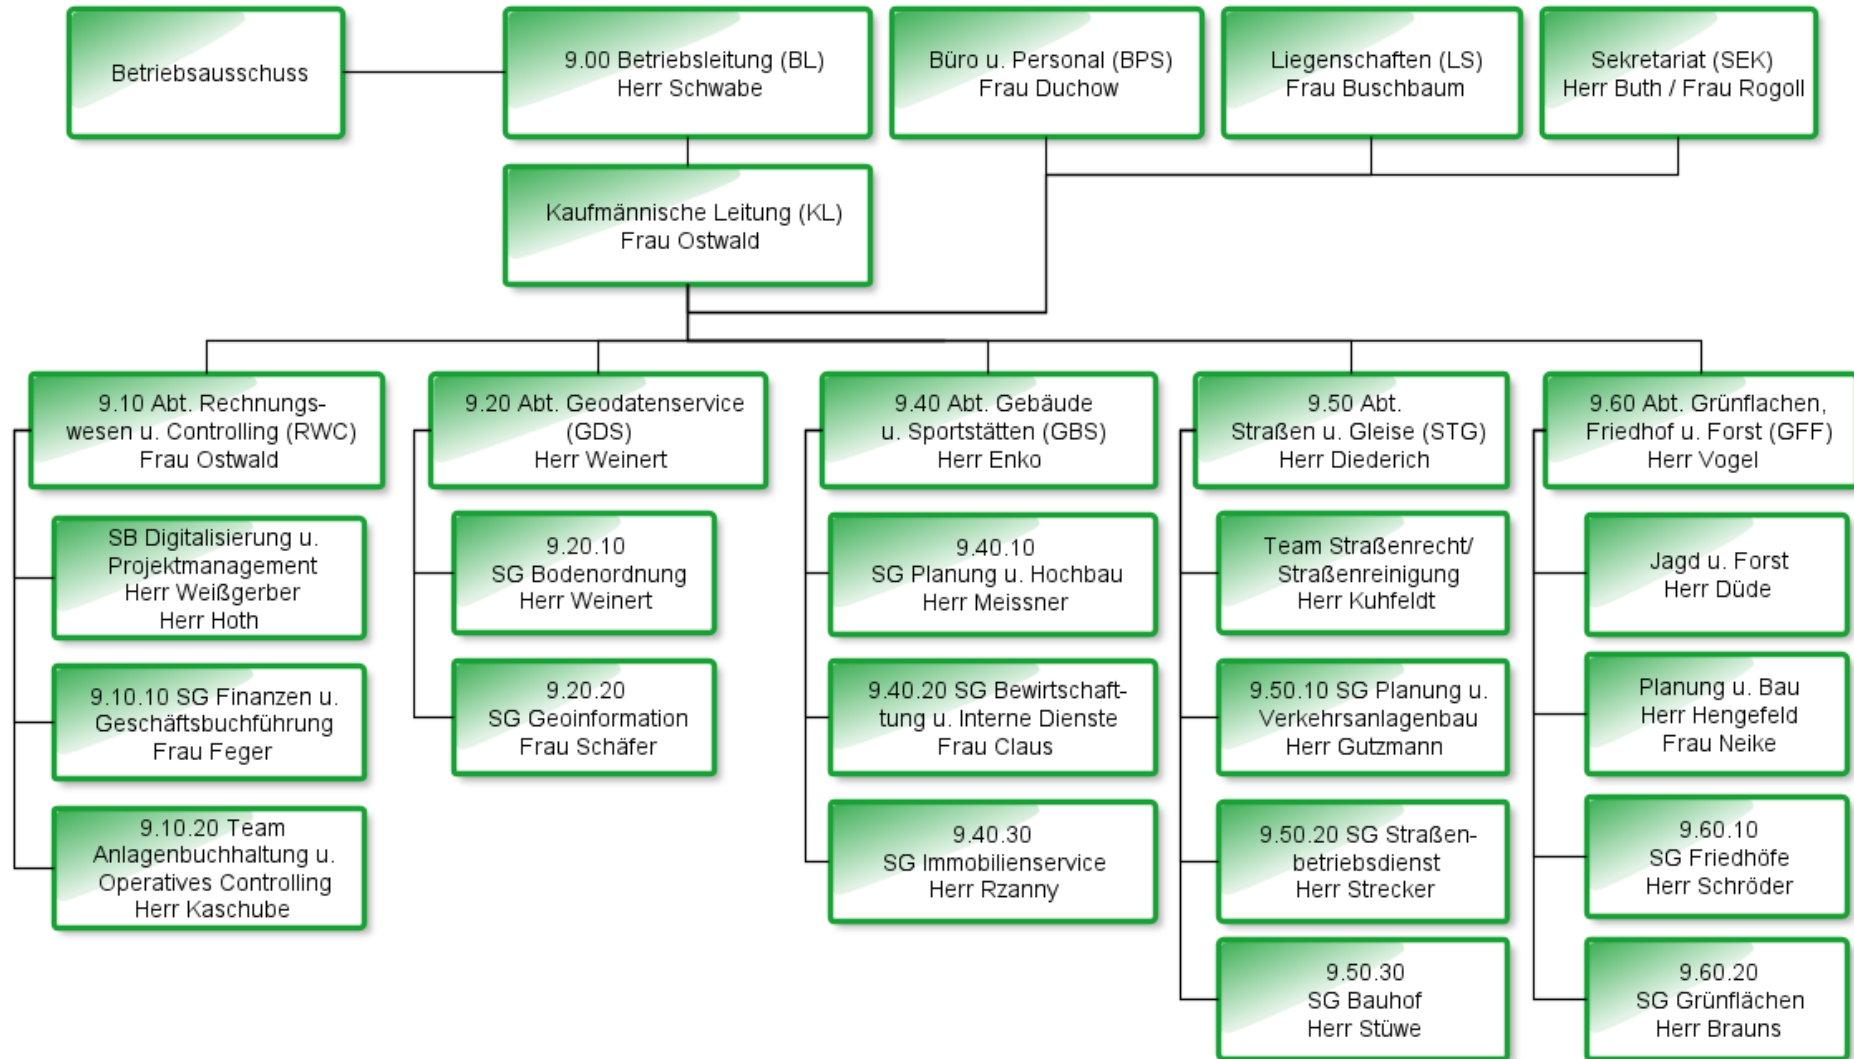 Betriebsausschuss
9.00 Betriebsleitung (BL)
Herr Schwabe
Büro u. Personal (BPS)
Frau Duchow
Liegenschaften (LS)
Frau Buschbaum
Sekretariat (SEK)
Herr Buth / Frau Rogoll
Kaufmännische Leitung (KL)
Frau Ostwald
9.10 Abt. Rechnungs-
wesen u. Controlling (RWC)
Frau Ostwald
SB Digitalisierung u.
Projektmanagement
Herr Weißgerber
Herr Hoth
9.10.10 SG Finanzen u.
Geschäftsbuchführung
Frau Feger
9.10.20 Team
Anlagenbuchhaltung u.
Operatives Controlling
Herr Kaschube
9.20 Abt. Geodatenservice
(GDS)
Herr Weinert
9.20.10
SG Bodenordnung
Herr Weinert
9.20.20
SG Geoinformation
Frau Schäfer
9.40 Abt. Gebäude
u. Sportstätten (GBS)
Herr Enko
9.40.10
SG Planung u. Hochbau
Herr Meissner
9.40.20 SG Bewirtschaft-
tung u. Interne Dienste
Frau Claus
9.40.30
SG Immobilienservice
Herr Rzanny
9.50 Abt.
Straßen u. Gleise (STG)
Herr Diederich
Team Straßenrecht/
Straßenreinigung
Herr Kuhfeldt
9.50.10 SG Planung u.
Verkehrsanlagenbau
Herr Gutzmann
9.50.20 SG Straßen-
betriebsdienst
Herr Strecker
9.50.30
SG Bauhof
Herr Stüwe
9.60 Abt. Grünflachen,
Friedhof u. Forst (GFF)
Herr Vogel
Jagd u. Forst
Herr Düde
Planung u. Bau
Herr Hengefeld
Frau Neike
9.60.10
SG Friedhöfe
Herr Schröder
9.60.20
SG Grünflächen
Herr Brauns